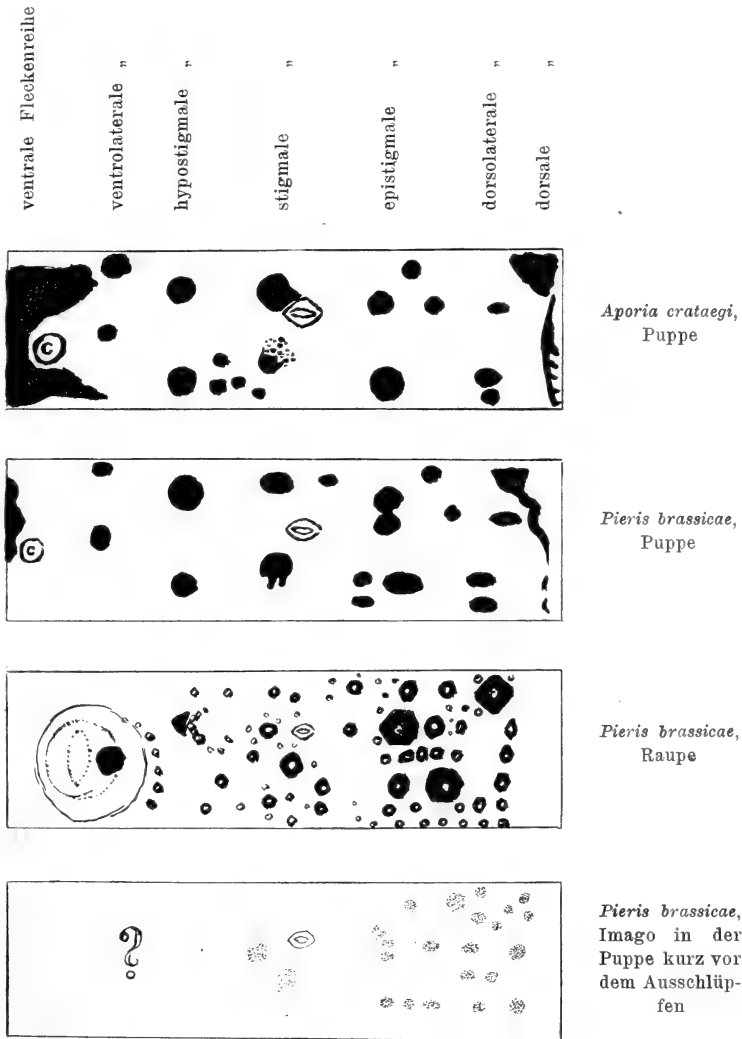 ventrale Fleckenreihe
ventrolaterale „
hypostigmale „
stigmale „
epistigmale „
dorsolaterale „
dorsale „
Aporia crataegi,
Puppe
C
Pieris brassicae,
Puppe
C
Pieris brassicae,
Raupe
Pieris brassicae,
Imago in der
Puppe kurz vor
dem Ausschlüp-
fen
?